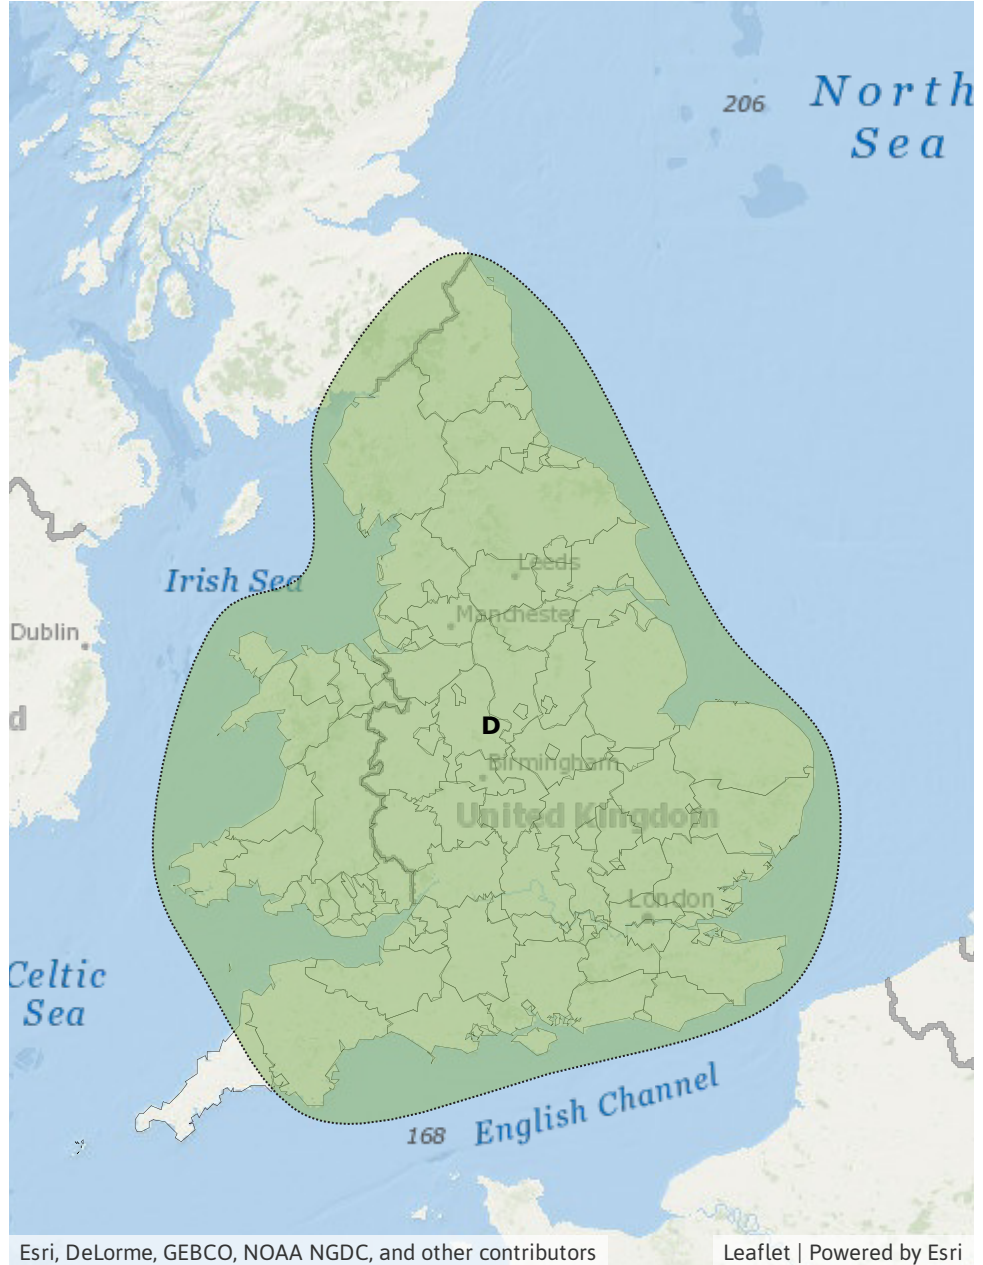 206
North
Sea
Leeds
Irish Sea
Manchester
Dublin
d
D
Birmingham
United Kingdom
London
Celtic
Sea
English Channel
168
Esri, DeLorme, GEBCO, NOAA NGDC, and other contributors
Leaflet | Powered by Esri